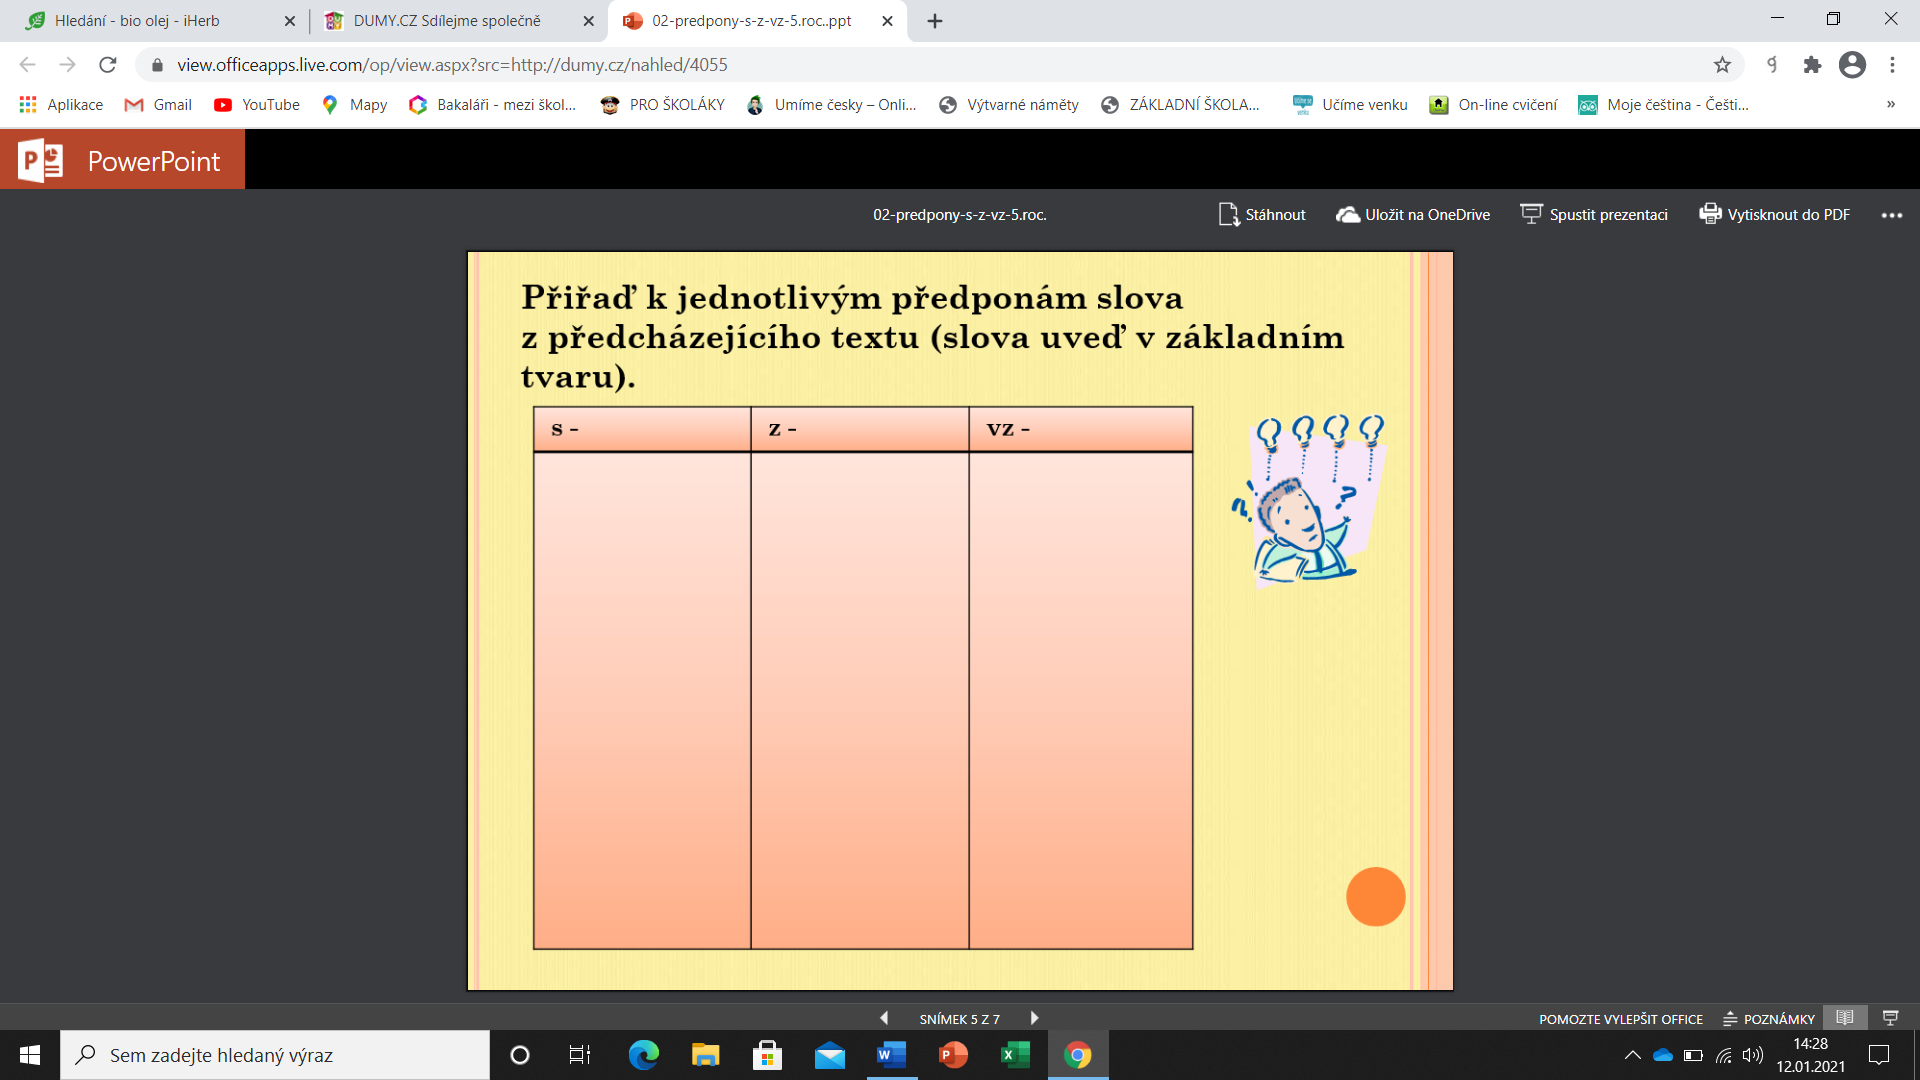 Hledání - bio olej - iHerb
DUMY.CZ Sdílejme společně
02-predpony-s-z-vz-5.roc..ppt
view.officeapps.live.com/op/view.aspx?src=http://dumy.cz/nahled/4055
Aplikace
Gmail
YouTube
Mapy
Bakaláři - mezi škol...
PRO ŠKOLÁKY
Umíme česky – Onli...
Výtvarné náměty
ZÁKLADNÍ ŠKOLA...
Učíme venku
On-line cvičení
Moje čeština - Češti...
PowerPoint
02-predpony-s-z-vz-5.roc.
Stáhnout
Uložit na OneDrive
Spustit prezentaci
Vytisknout do PDF
Přiřaď k jednotlivým předponám slova
z předcházejícího textu (slova uveď v základním
tvaru).
s -
z -
vz -
SNÍMEK 5 Z 7
POMOZTE VYLEPŠIT OFFICE
POZNÁMKY
Sem zadejte hledaný výraz
14:28
12.01.2021